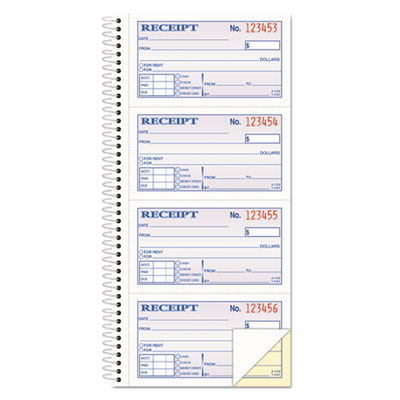 RECEIPT No. 123453
DATE
FROM $
DOLLARS
FOR RENT
FOR
ACCT. CASH
PAID CHECK FROM TO
DUE MONEY ORDER
CREDIT CARD BY
RECEIPT No. 123454
DATE
FROM $
DOLLARS
FOR RENT
FOR
ACCT. CASH
PAID CHECK FROM TO
DUE MONEY ORDER
CREDIT CARD BY
RECEIPT No. 123455
DATE
FROM $
DOLLARS
FOR RENT
FOR
ACCT. CASH
PAID CHECK FROM TO
DUE MONEY ORDER
CREDIT CARD BY
RECEIPT No. 123456
DATE
FROM
FOR RENT
FOR
ACCT. CASH
PAID CHECK FROM
DUE MONEY ORDER
CREDIT CARD BY